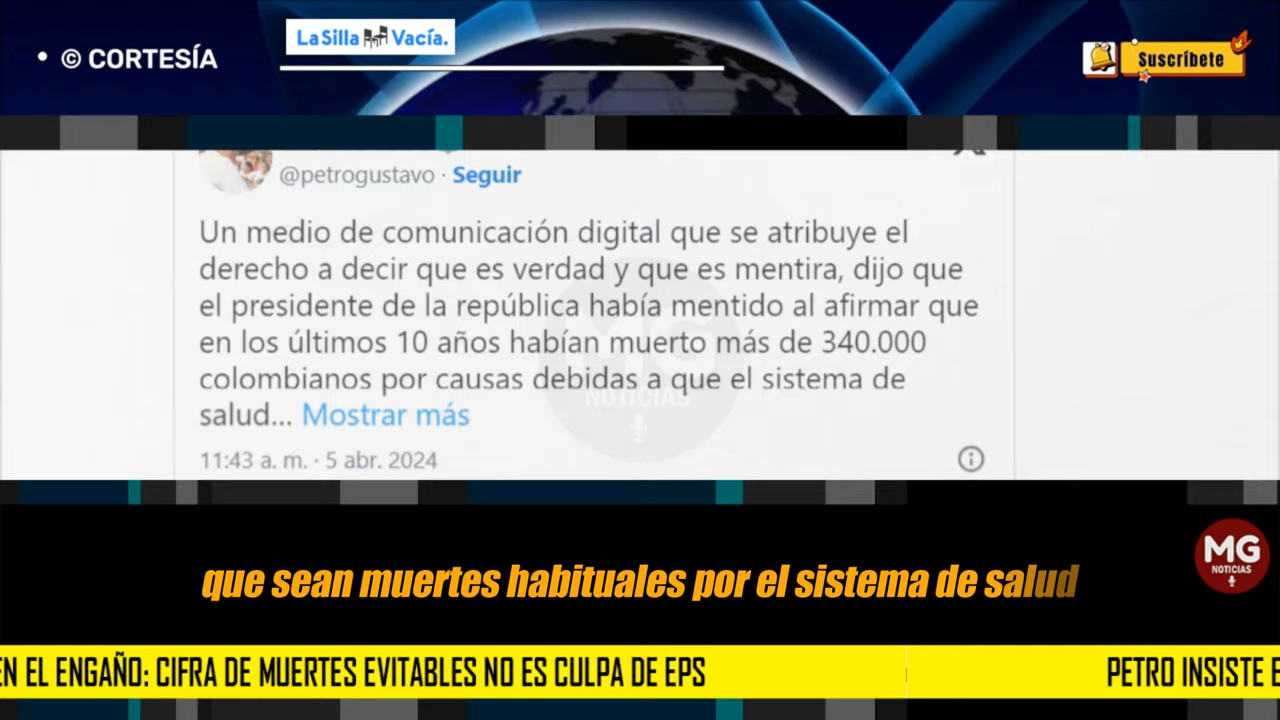 • © CORTESÍA
La Silla Vacía.
Suscríbete
@petrogustavo · Seguir
Un medio de comunicación digital que se atribuye el
derecho a decir que es verdad y que es mentira, dijo que
el presidente de la república había mentido al afirmar que
en los últimos 10 años habían muerto más de 340.000
colombianos por causas debidas a que el sistema de
salud... Mostrar más
11:43 a. m. · 5 abr. 2024
MG
NOTICIAS
que sean muertes habituales por el sistema de salud
MG
NOTICIAS
EN EL ENGAÑO: CIFRA DE MUERTES EVITABLES NO ES CULPA DE EPS
PETRO INSISTE E